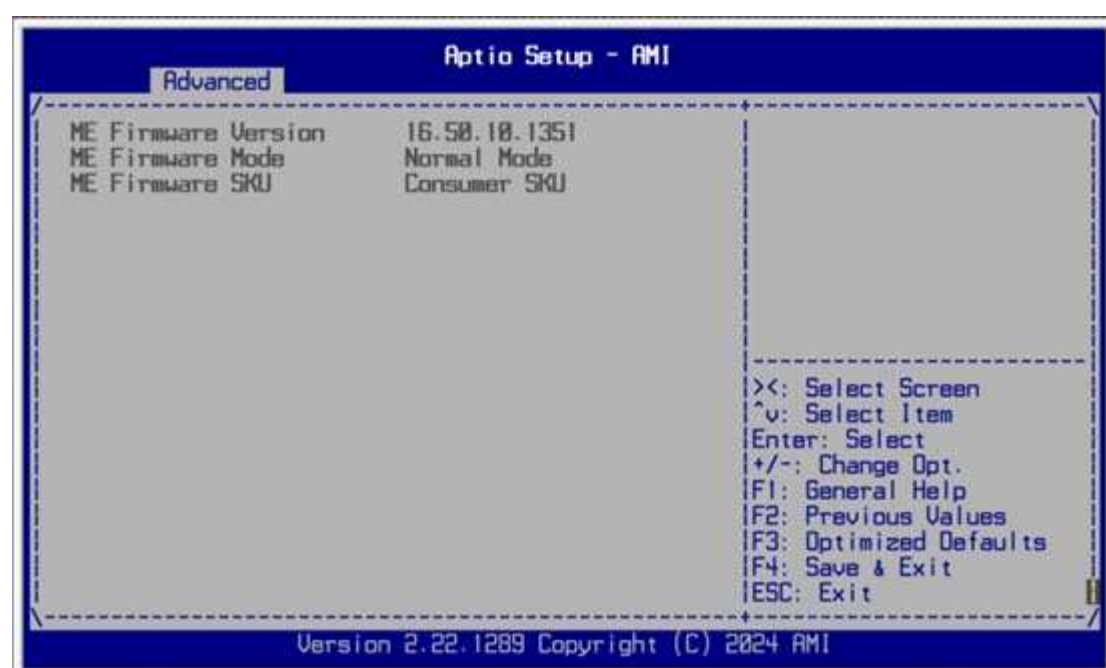 Aptio Setup - AMI
Advanced
ME Firmware Version 16.50.10.1351
ME Firmware Mode Normal Mode
ME Firmware SKU Consumer SKU
><: Select Screen
^v: Select Item
Enter: Select
+/-: Change Opt.
F1: General Help
F2: Previous Values
F3: Optimized Defaults
F4: Save & Exit
ESC: Exit
Version 2.22.1289 Copyright (C) 2024 AMI